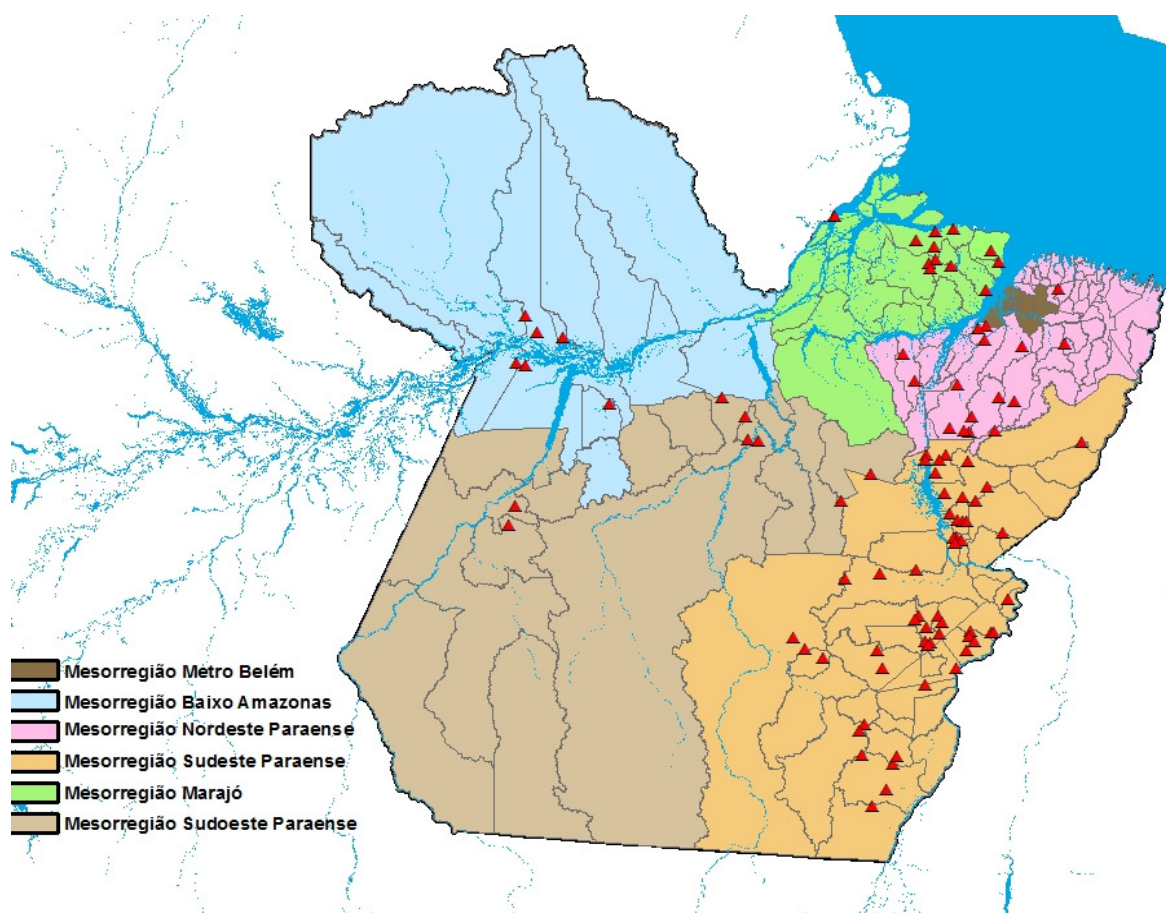 Mesorregião Metro Belém
Mesorregião Baixo Amazonas
Mesorregião Nordeste Paraense
Mesorregião Sudeste Paraense
Mesorregião Marajó
Mesorregião Sudoeste Paraense